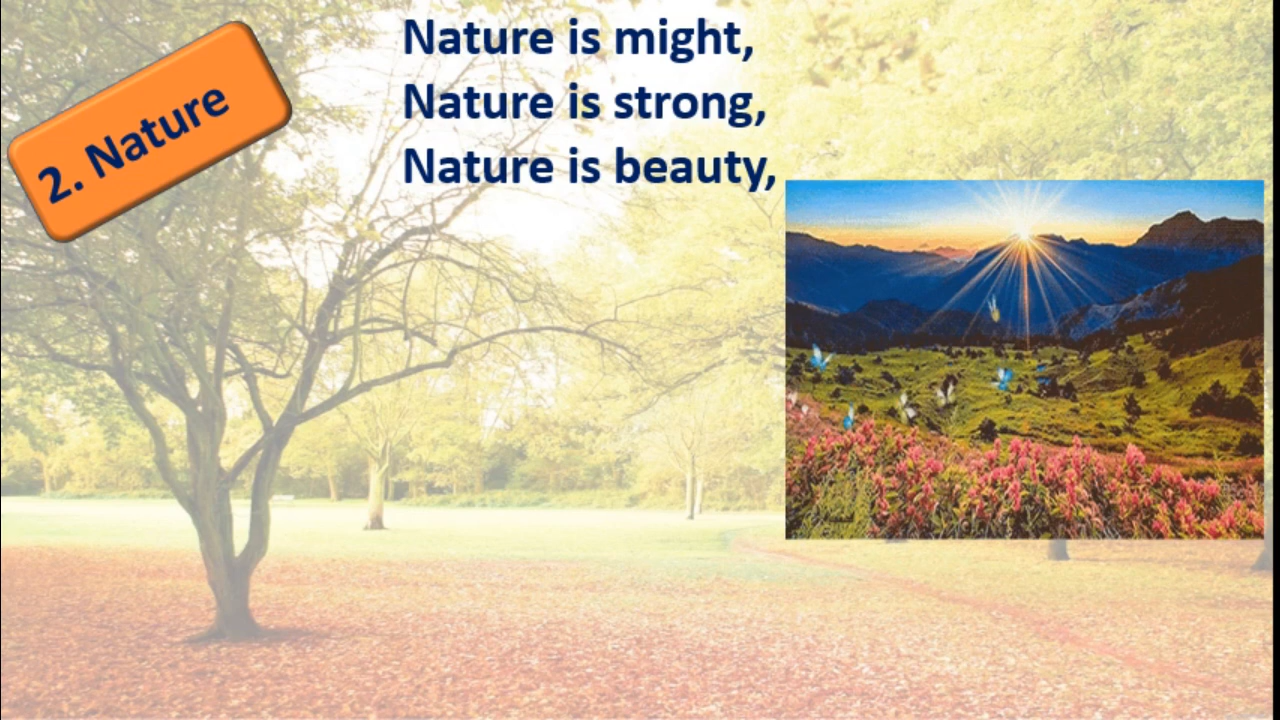 2. Nature
Nature is might,
Nature is strong,
Nature is beauty,